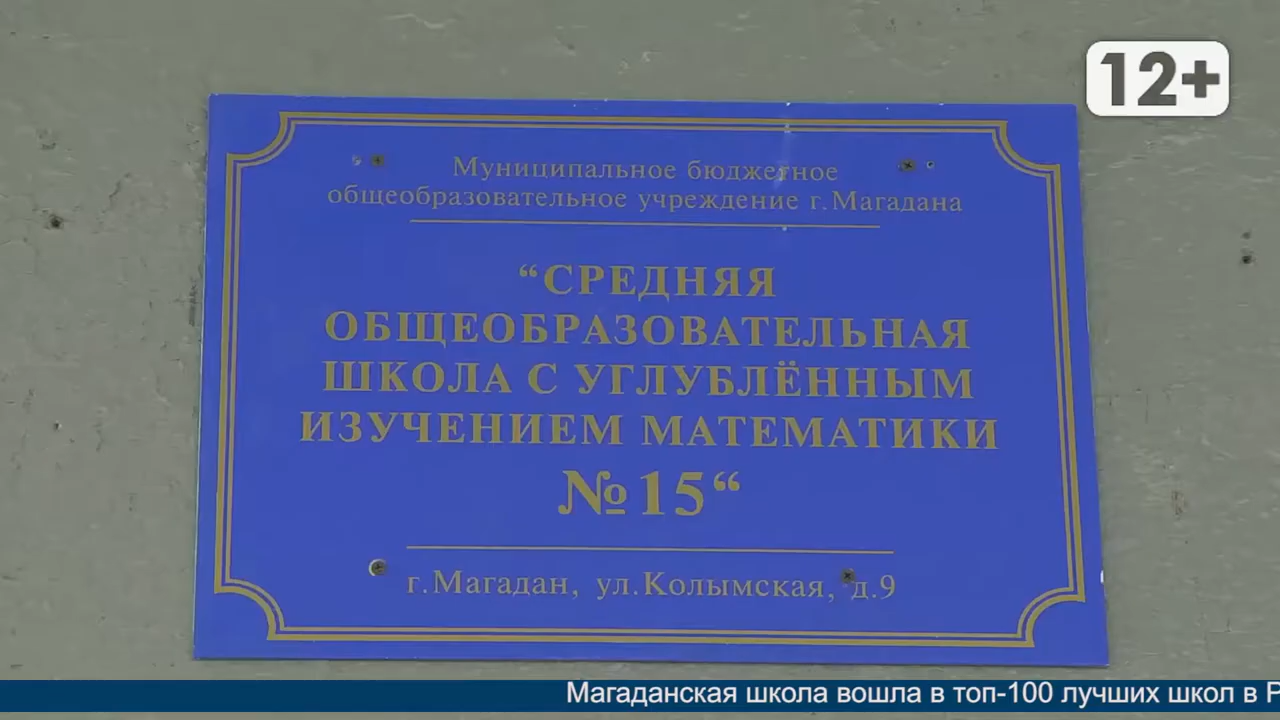 12+
Муниципальное бюджетное
общеобразовательное учреждение г.Магадана
“СРЕДНЯЯ
ОБЩЕОБРАЗОВАТЕЛЬНАЯ
ШКОЛА С УГЛУБЛЁННЫМ
ИЗУЧЕНИЕМ МАТЕМАТИКИ
№15“
г.Магадан, ул.Колымская, д.9
Магаданская школа вошла в топ-100 лучших школ в